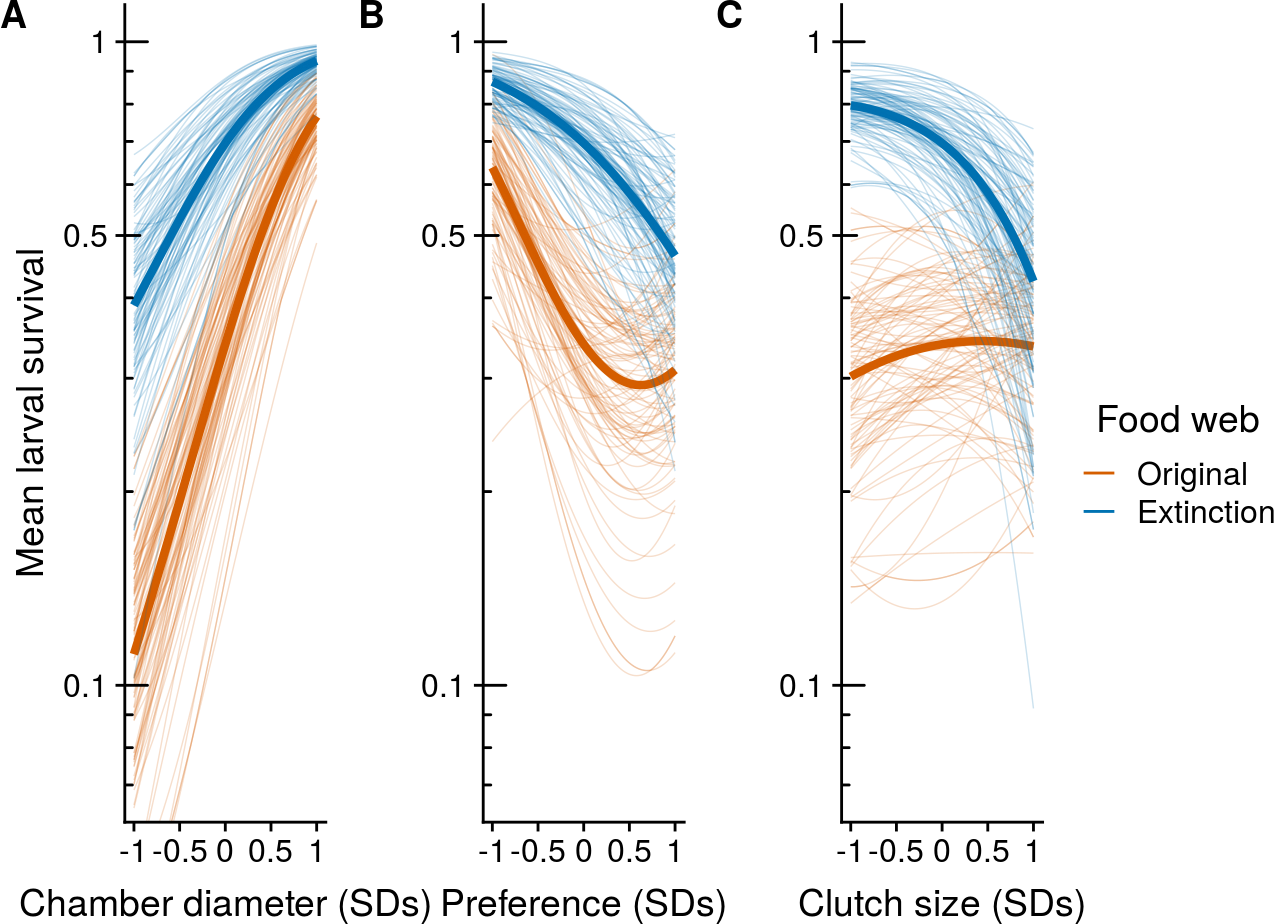 A
B
C
Mean larval survival
1
0.5
0.1
-1 -0.5 0 0.5 1
Chamber diameter (SDs)
1
0.5
0.1
-1 -0.5 0 0.5 1
Preference (SDs)
1
0.5
0.1
-1 -0.5 0 0.5 1
Clutch size (SDs)
Food web
Original
Extinction